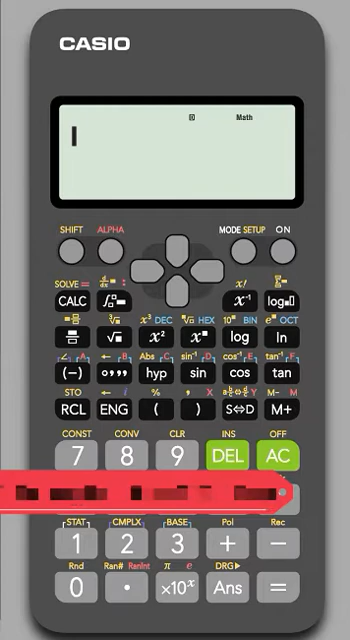 CASIO
Math
SHIFT ALPHA MODE SETUP ON
SOLVE = d/dx :
x!
CALC x⁻¹ log
³√ x³ DEC ˣ√ HEX 10ˣ BIN eˣ OCT
√ x² x log ln
∠ A ← B Abs C sin⁻¹ D cos⁻¹ E tan⁻¹ F
(−) °,,, hyp sin cos tan
STO ← i % , X Y M− M
RCL ENG ( ) S⇔D M+
CONST CONV CLR INS OFF
7 8 9 DEL AC
STAT CMPLX BASE Pol Rec
1 2 3 + −
Rnd Ran# RanInt π e DRG▶
0 · ×10ˣ Ans =